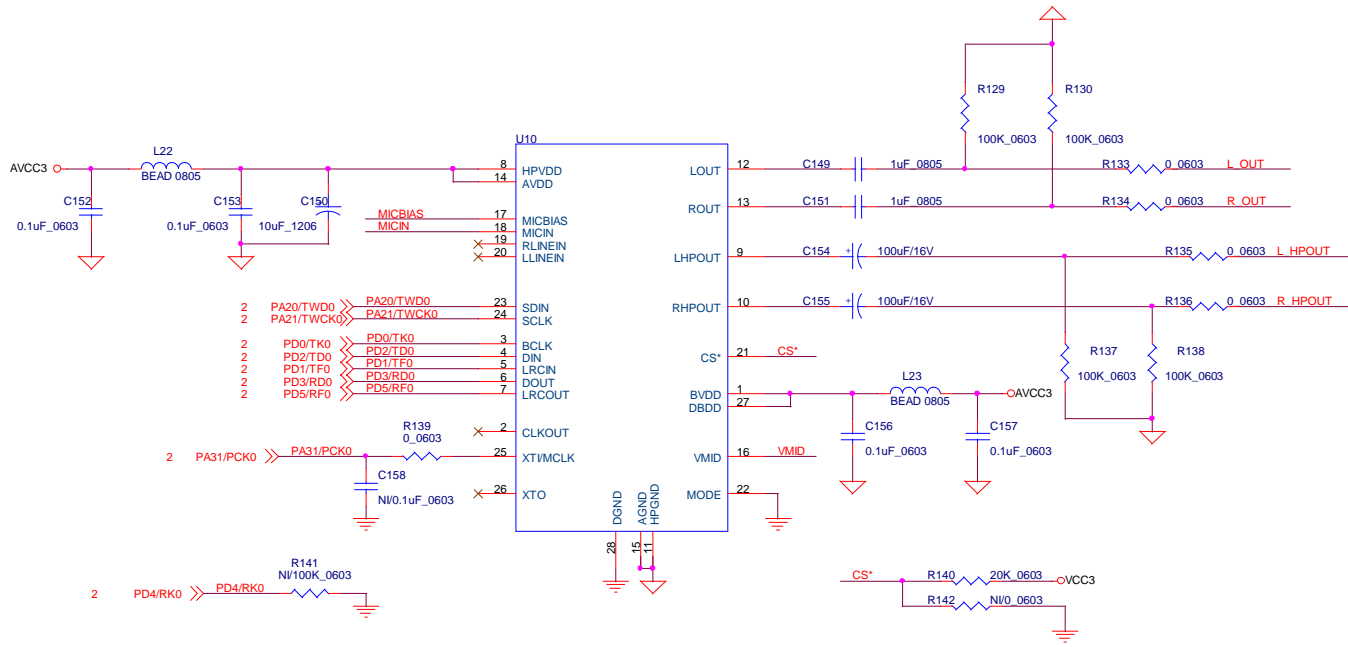 R129
R130
100K_0603
100K_0603
U10
L22
AVCC3
BEAD 0805
8
HPVDD
14
AVDD
C152
0.1uF_0603
C153
0.1uF_0603
C150
10uF_1206
MICBIAS
17
MICBIAS
MICIN
18
MICIN
19
RLINEIN
20
LLINEIN
LOUT
12
C149
1uF_0805
R133
0_0603
L_OUT
ROUT
13
C151
1uF_0805
R134
0_0603
R_OUT
LHPOUT
9
C154
+
100uF/16V
R135
0_0603
L_HPOUT
RHPOUT
10
C155
+
100uF/16V
R136
0_0603
R_HPOUT
2
PA20/TWD0
PA20/TWD0
23
SDIN
2
PA21/TWCK0
PA21/TWCK0
24
SCLK
2
PD0/TK0
PD0/TK0
3
BCLK
2
PD2/TD0
PD2/TD0
4
DIN
2
PD1/TF0
PD1/TF0
5
LRCIN
2
PD3/RD0
PD3/RD0
6
DOUT
2
PD5/RF0
PD5/RF0
7
LRCOUT
CS*
21
CS*
R137
100K_0603
R138
100K_0603
BVDD
1
DBDD
27
L23
BEAD 0805
AVCC3
C156
0.1uF_0603
C157
0.1uF_0603
2
CLKOUT
R139
0_0603
2
PA31/PCK0
PA31/PCK0
25
XTI/MCLK
C158
NI/0.1uF_0603
26
XTO
VMID
16
VMID
MODE
22
DGND
AGND
HPGND
28
15
11
R141
NI/100K_0603
2
PD4/RK0
PD4/RK0
CS*
R140
20K_0603
VCC3
R142
NI/0_0603